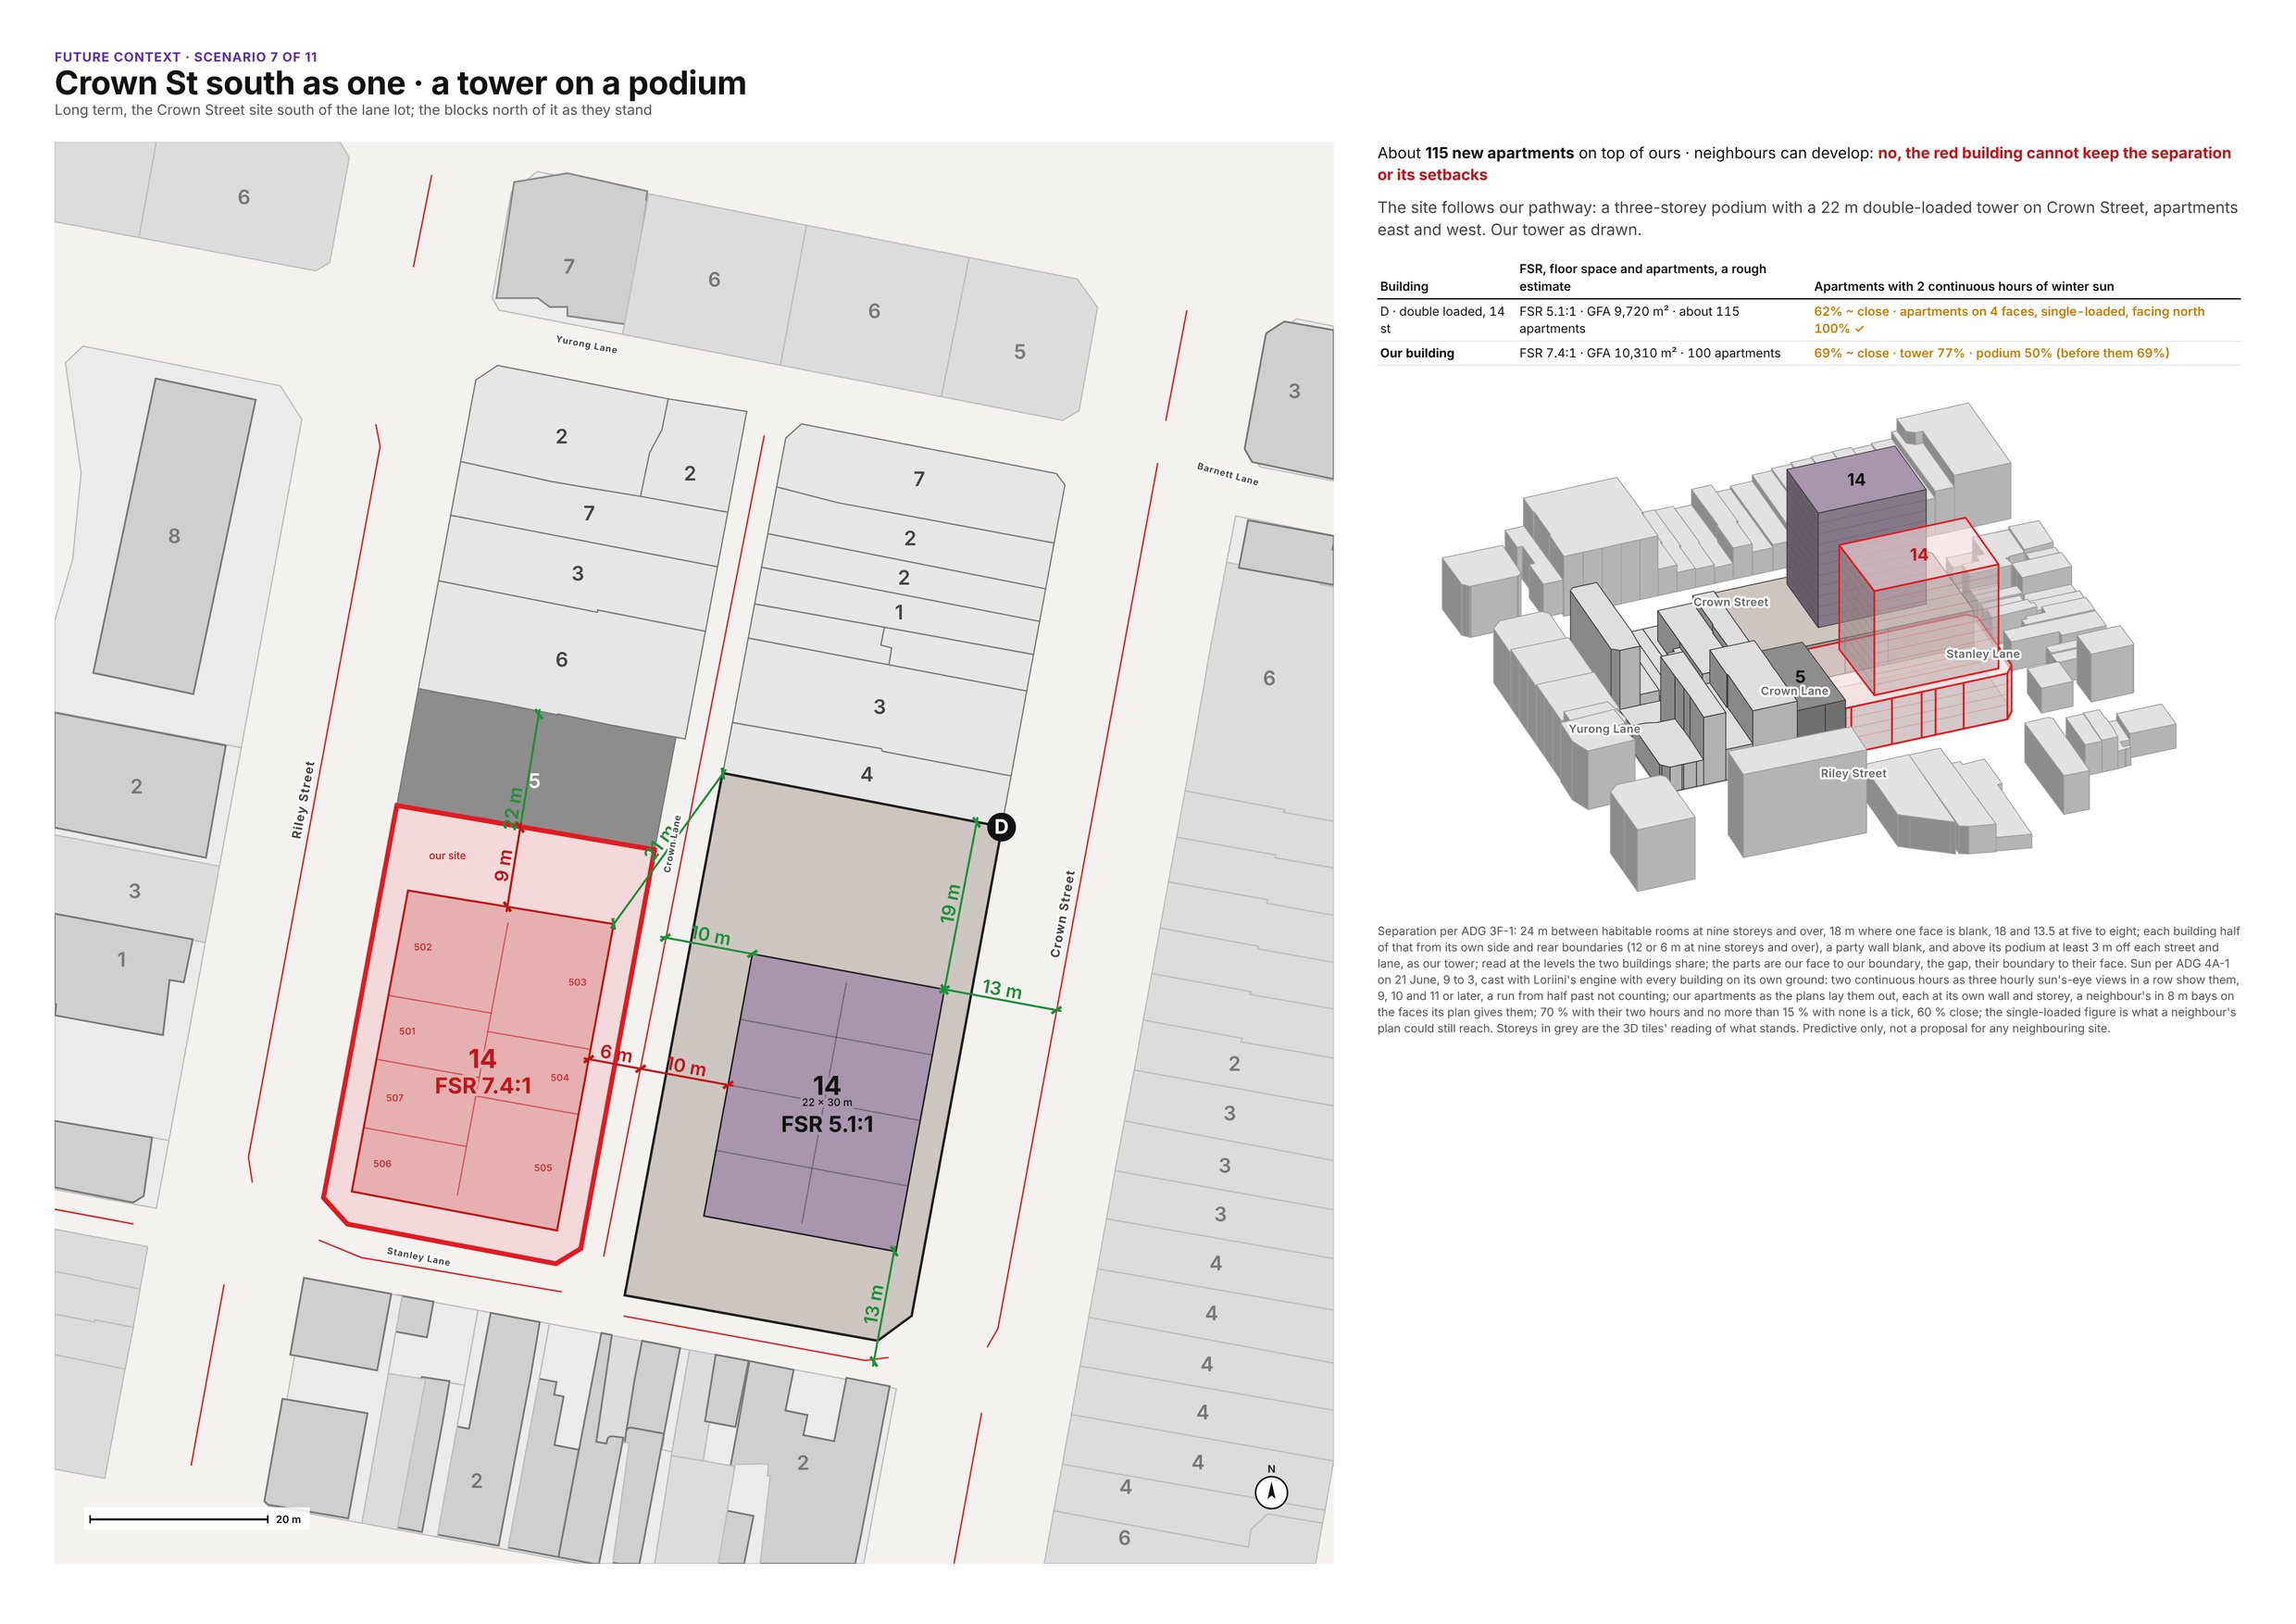 FUTURE CONTEXT · SCENARIO 7 OF 11
Crown St south as one · a tower on a podium
Long term, the Crown Street site south of the lane lot; the blocks north of it as they stand
6
7
6
6
5
3
Yurong Lane
Barnett Lane
8
2
2
7
3
6
5
7
2
2
1
3
4
6
2
3
1
Riley Street
Crown Lane
Crown Street
D
22 m
21 m
9 m
our site
19 m
10 m
13 m
502
503
501
504
507
506
505
14
FSR 7.4:1
6 m
10 m
14
22 × 30 m
FSR 5.1:1
13 m
Stanley Lane
2
3
3
3
4
4
4
4
4
4
6
2
2
N
20 m
About 115 new apartments on top of ours · neighbours can develop: no, the red building cannot keep the separation
or its setbacks
The site follows our pathway: a three-storey podium with a 22 m double-loaded tower on Crown Street, apartments
east and west. Our tower as drawn.
Building
FSR, floor space and apartments, a rough
estimate
Apartments with 2 continuous hours of winter sun
D · double loaded, 14
st
FSR 5.1:1 · GFA 9,720 m² · about 115
apartments
62% ~ close · apartments on 4 faces, single-loaded, facing north
100% ✓
Our building
FSR 7.4:1 · GFA 10,310 m² · 100 apartments
69% ~ close · tower 77% · podium 50% (before them 69%)
14
14
Crown Street
Stanley Lane
5
Crown Lane
Yurong Lane
Riley Street
Separation per ADG 3F-1: 24 m between habitable rooms at nine storeys and over, 18 m where one face is blank, 18 and 13.5 at five to eight; each building half
of that from its own side and rear boundaries (12 or 6 m at nine storeys and over), a party wall blank, and above its podium at least 3 m off each street and
lane, as our tower; read at the levels the two buildings share; the parts are our face to our boundary, the gap, their boundary to their face. Sun per ADG 4A-1
on 21 June, 9 to 3, cast with Loriini's engine with every building on its own ground: two continuous hours as three hourly sun's-eye views in a row show them,
9, 10 and 11 or later, a run from half past not counting; our apartments as the plans lay them out, each at its own wall and storey, a neighbour's in 8 m bays on
the faces its plan gives them; 70 % with their two hours and no more than 15 % with none is a tick, 60 % close; the single-loaded figure is what a neighbour's
plan could still reach. Storeys in grey are the 3D tiles' reading of what stands. Predictive only, not a proposal for any neighbouring site.